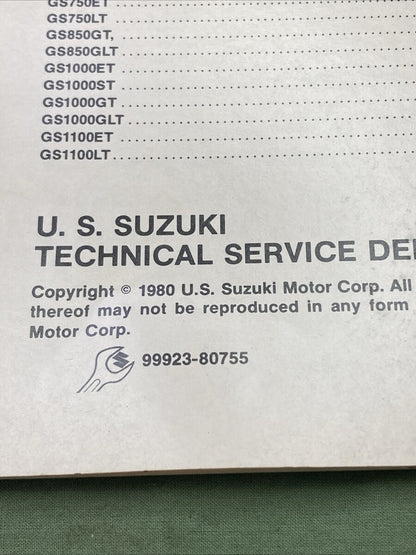 GS750ET ..........
GS750LT ..........
GS850GT, ..........
GS850GLT ..........
GS1000ET ..........
GS1000ST ..........
GS1000GT ..........
GS1000GLT ..........
GS1100ET ..........
GS1100LT ..........
U. S. SUZUKI
TECHNICAL SERVICE DE
Copyright © 1980 U.S. Suzuki Motor Corp. All
thereof may not be reproduced in any form
Motor Corp.
99923-80755